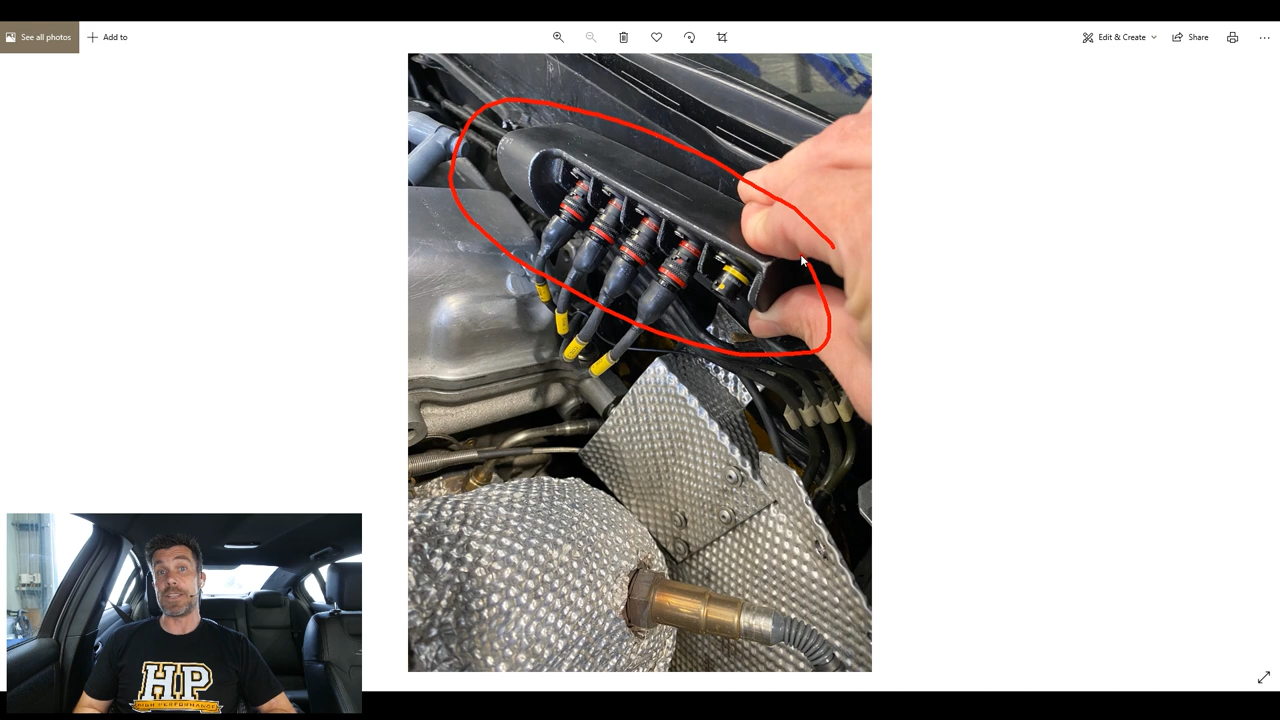 See all photos
Add to
Edit & Create
Share
HP
HIGH PERFORMANCE